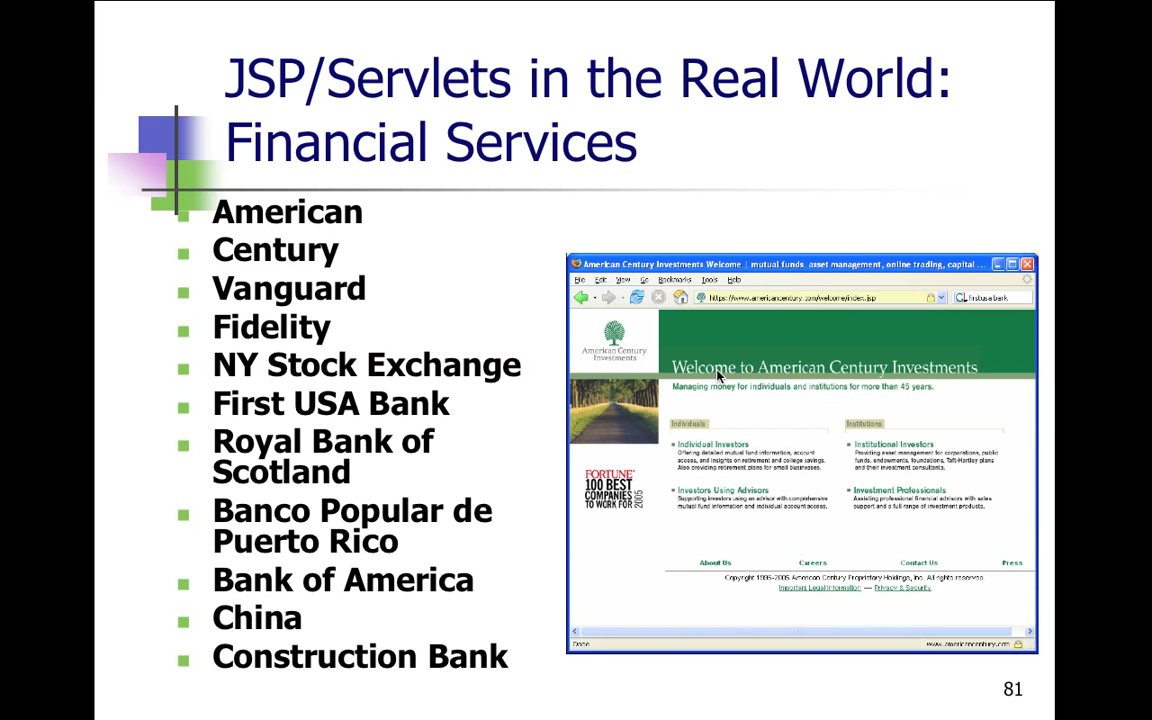 JSP/Servlets in the Real World:
Financial Services
American
Century
Vanguard
Fidelity
NY Stock Exchange
First USA Bank
Royal Bank of
Scotland
Banco Popular de
Puerto Rico
Bank of America
China
Construction Bank
American Century Investments Welcome | mutual funds, asset management, online trading, capital ...
File Edit View Go Bookmarks Tools Help
https://www.americancentury.com/welcome/index.jsp
firstusa bank
American Century
Investments
Welcome to American Century Investments
Managing money for individuals and institutions for more than 45 years.
Individuals
Individual Investors
Offering detailed mutual fund information, account
access, and insights on retirement and college savings.
Also providing retirement plans for small businesses.
Investors Using Advisors
Supporting investors using an advisor with comprehensive
mutual fund information and individual account access.
Institutions
Institutional Investors
Providing asset management for corporations, public
funds, endowments, foundations, Taft-Hartley plans
and their investment consultants.
Investment Professionals
Assisting professional financial advisors with sales
support and a full range of investment products.
FORTUNE
100 BEST
COMPANIES
TO WORK FOR 2005
About Us Careers Contact Us Press
Copyright 1996-2005 American Century Proprietary Holdings, Inc. All rights reserved
Important Legal Information — Privacy & Security
Done
www.americancentury.com
81